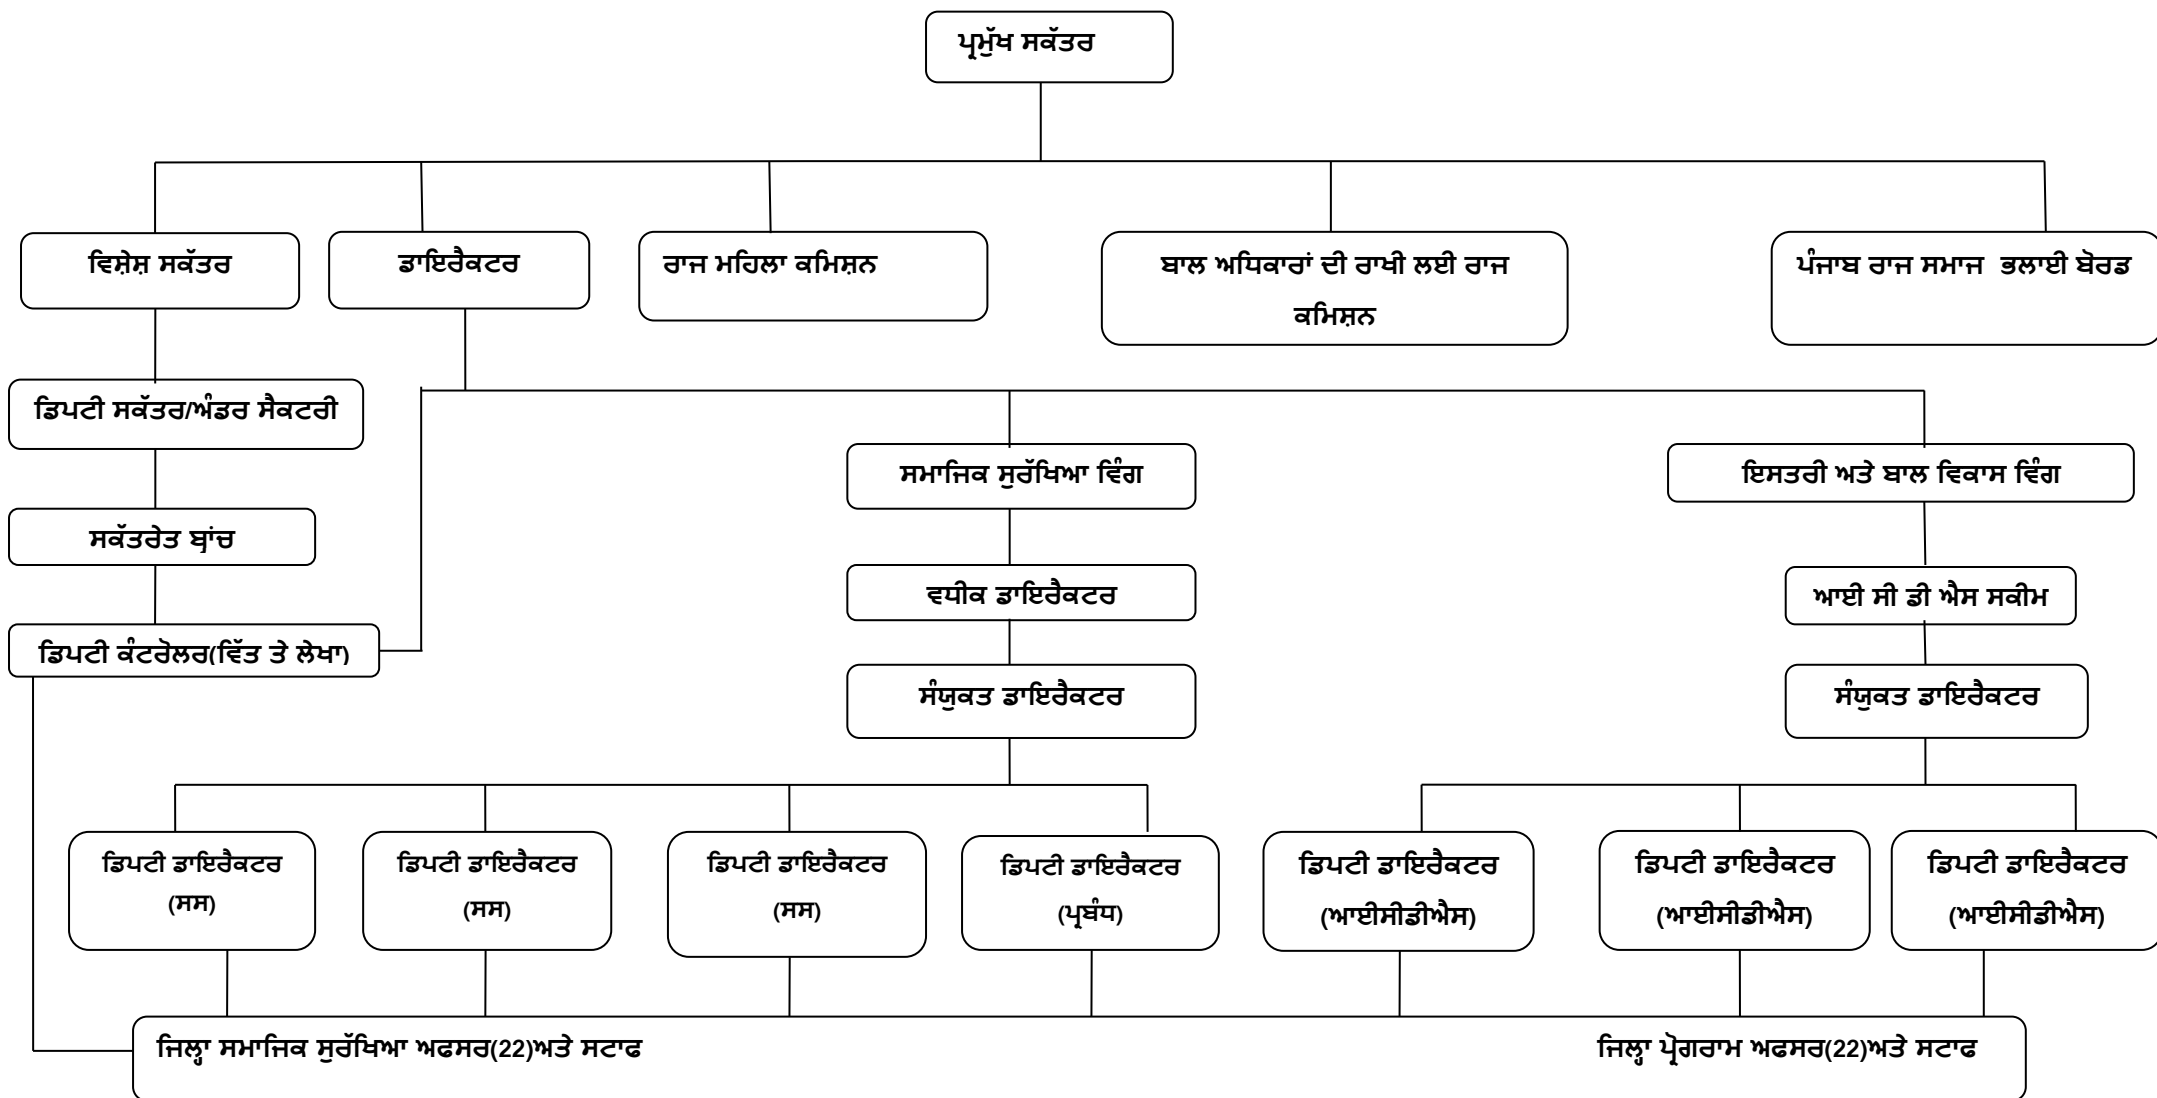 ਪ੍ਰਮੁੱਖ ਸਕੱਤਰ
ਵਿਸ਼ੇਸ਼ ਸਕੱਤਰ
ਡਾਇਰੈਕਟਰ
ਰਾਜ ਮਹਿਲਾ ਕਮਿਸ਼ਨ
ਬਾਲ ਅਧਿਕਾਰਾਂ ਦੀ ਰਾਖੀ ਲਈ ਰਾਜ
ਕਮਿਸ਼ਨ
ਪੰਜਾਬ ਰਾਜ ਸਮਾਜ ਭਲਾਈ ਬੋਰਡ
ਡਿਪਟੀ ਸਕੱਤਰ/ਅੰਡਰ ਸੈਕਟਰੀ
ਸਮਾਜਿਕ ਸੁਰੱਖਿਆ ਵਿੰਗ
ਇਸਤਰੀ ਅਤੇ ਬਾਲ ਵਿਕਾਸ ਵਿੰਗ
ਸਕੱਤਰੇਤ ਬ੍ਰਾਂਚ
ਵਧੀਕ ਡਾਇਰੈਕਟਰ
ਆਈ ਸੀ ਡੀ ਐਸ ਸਕੀਮ
ਡਿਪਟੀ ਕੰਟਰੋਲਰ(ਵਿੱਤ ਤੇ ਲੇਖਾ)
ਸੰਯੁਕਤ ਡਾਇਰੈਕਟਰ
ਸੰਯੁਕਤ ਡਾਇਰੈਕਟਰ
ਡਿਪਟੀ ਡਾਇਰੈਕਟਰ
(ਸਸ)
ਡਿਪਟੀ ਡਾਇਰੈਕਟਰ
(ਸਸ)
ਡਿਪਟੀ ਡਾਇਰੈਕਟਰ
(ਸਸ)
ਡਿਪਟੀ ਡਾਇਰੈਕਟਰ
(ਪ੍ਰਬੰਧ)
ਡਿਪਟੀ ਡਾਇਰੈਕਟਰ
(ਆਈਸੀਡੀਐਸ)
ਡਿਪਟੀ ਡਾਇਰੈਕਟਰ
(ਆਈਸੀਡੀਐਸ)
ਡਿਪਟੀ ਡਾਇਰੈਕਟਰ
(ਆਈਸੀਡੀਐਸ)
ਜਿਲ੍ਹਾ ਸਮਾਜਿਕ ਸੁਰੱਖਿਆ ਅਫਸਰ(22)ਅਤੇ ਸਟਾਫ
ਜਿਲ੍ਹਾ ਪ੍ਰੋਗਰਾਮ ਅਫਸਰ(22)ਅਤੇ ਸਟਾਫ